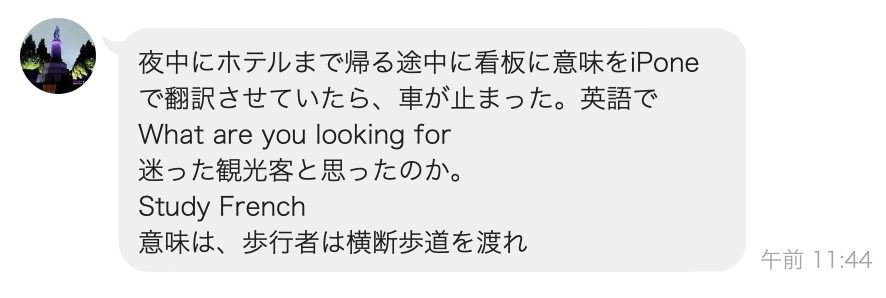 夜中にホテルまで帰る途中に看板に意味をiPone
で翻訳させていたら、車が止まった。英語で
What are you looking for
迷った観光客と思ったのか。
Study French
意味は、歩行者は横断歩道を渡れ
午前 11:44